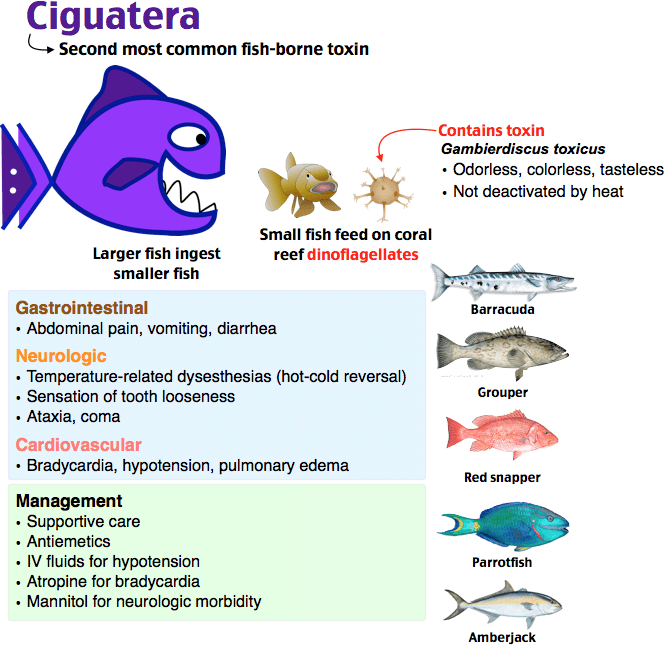 Ciguatera
Second most common fish-borne toxin
Contains toxin
Gambierdiscus toxicus
• Odorless, colorless, tasteless
• Not deactivated by heat
Small fish feed on coral
reef dinoflagellates
Larger fish ingest
smaller fish
Gastrointestinal
• Abdominal pain, vomiting, diarrhea
Neurologic
• Temperature-related dysesthesias (hot-cold reversal)
• Sensation of tooth looseness
• Ataxia, coma
Cardiovascular
• Bradycardia, hypotension, pulmonary edema
Management
• Supportive care
• Antiemetics
• IV fluids for hypotension
• Atropine for bradycardia
• Mannitol for neurologic morbidity
Barracuda
Grouper
Red snapper
Parrotfish
Amberjack